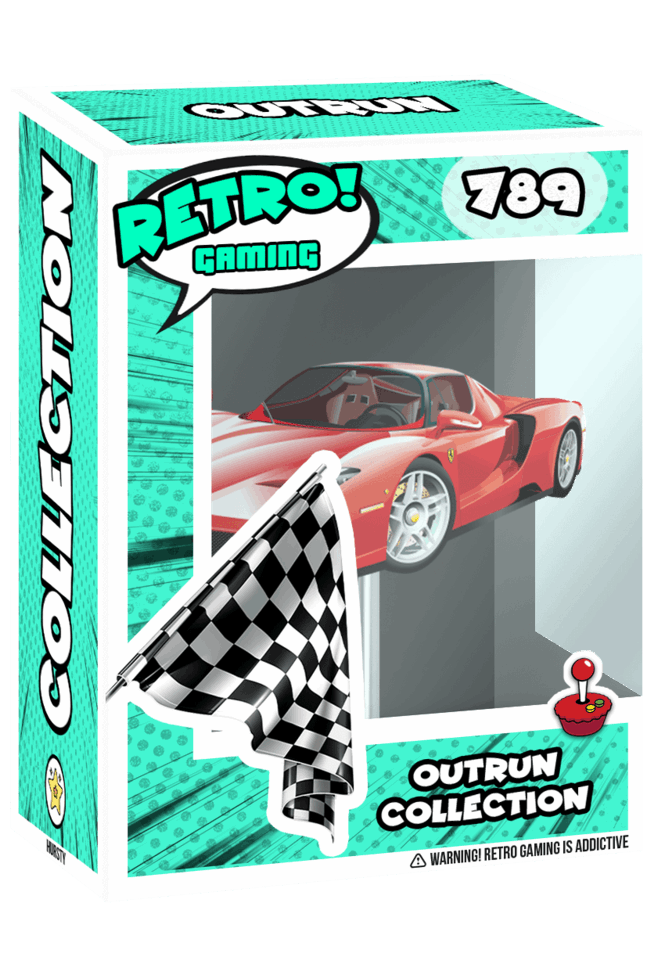 OUTRUN
RETRO!
GAMING
789
COLLECTION
HURSTY
OUTRUN
COLLECTION
WARNING! RETRO GAMING IS ADDICTIVE